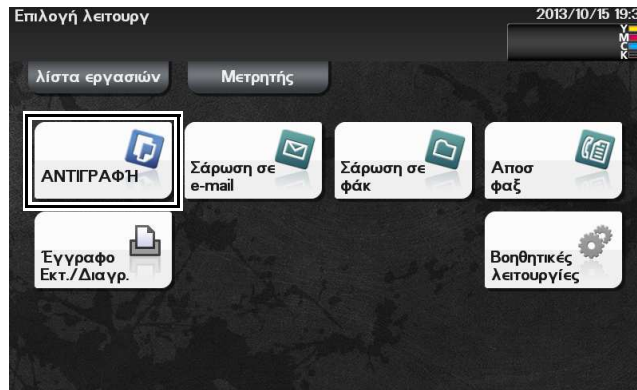 Επιλογή λειτουργ
2013/10/15 19:3
Y
M
C
K
λίστα εργασιών
Μετρητής
ΑΝΤΙΓΡΑΦΉ
Σάρωση σε
e-mail
Σάρωση σε
φάκ
Αποσ
φαξ
Έγγραφο
Εκτ./Διαγρ.
Βοηθητικές
λειτουργίες